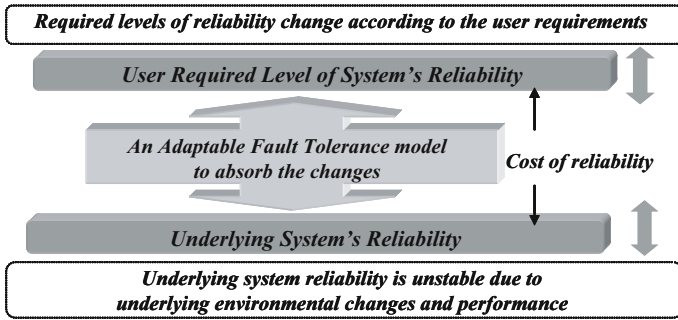 Required levels of reliability change according to the user requirements
User Required Level of System's Reliability
An Adaptable Fault Tolerance model
to absorb the changes
Cost of reliability
Underlying System's Reliability
Underlying system reliability is unstable due to
underlying environmental changes and performance